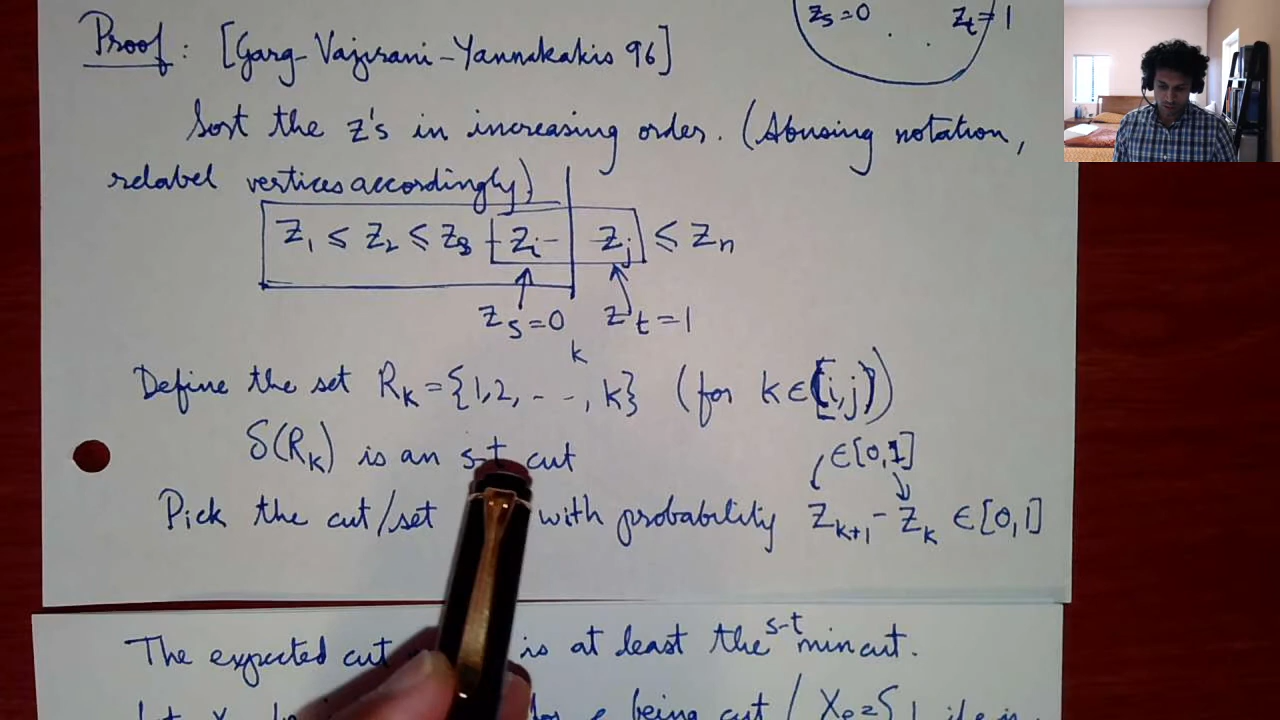 z_s=0 z_t=1
Proof: [Garg-Vazirani-Yannakakis 96]
Sort the z's in increasing order. (Abusing notation,
relabel vertices accordingly)
z_1 ≤ z_2 ≤ z_3 - z_i - - z_j ≤ z_n
z_s=0 z_t=1
k
Define the set R_k={1,2,---,k} (for k∈[i,j))
δ(R_k) is an s-t cut
∈[0,1]
Pick the cut/set with probability z_{k+1} - z_k ∈[0,1]
The expected cut is at least the s-t min cut.
e being cut / X_e=